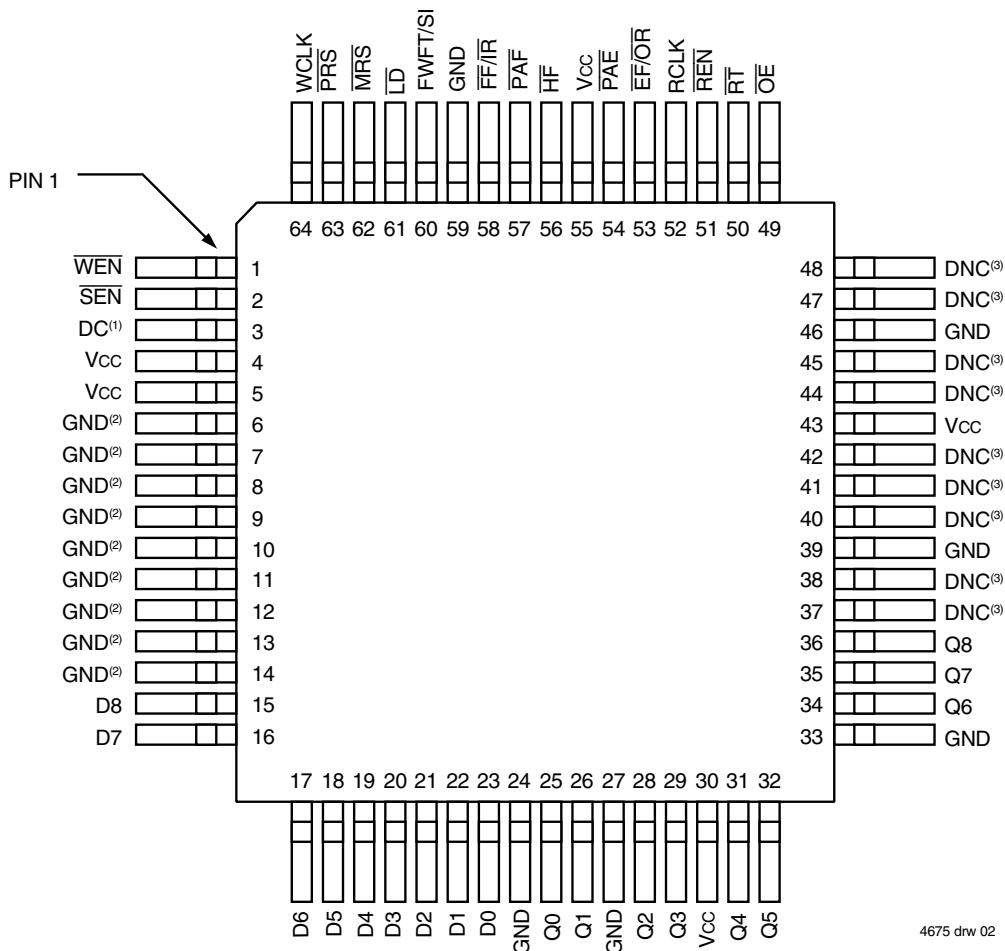 WCLK
PRS
MRS
LD
FWFT/SI
GND
FF/IR
PAF
HF
VCC
PAE
EF/OR
RCLK
REN
RT
OE
PIN 1
64 63 62 61 60 59 58 57 56 55 54 53 52 51 50 49
WEN 1
SEN 2
DC(1) 3
VCC 4
VCC 5
GND(2) 6
GND(2) 7
GND(2) 8
GND(2) 9
GND(2) 10
GND(2) 11
GND(2) 12
GND(2) 13
GND(2) 14
D8 15
D7 16
48 DNC(3)
47 DNC(3)
46 GND
45 DNC(3)
44 DNC(3)
43 VCC
42 DNC(3)
41 DNC(3)
40 DNC(3)
39 GND
38 DNC(3)
37 DNC(3)
36 Q8
35 Q7
34 Q6
33 GND
17 18 19 20 21 22 23 24 25 26 27 28 29 30 31 32
D6
D5
D4
D3
D2
D1
D0
GND
Q0
Q1
GND
Q2
Q3
VCC
Q4
Q5
4675 drw 02